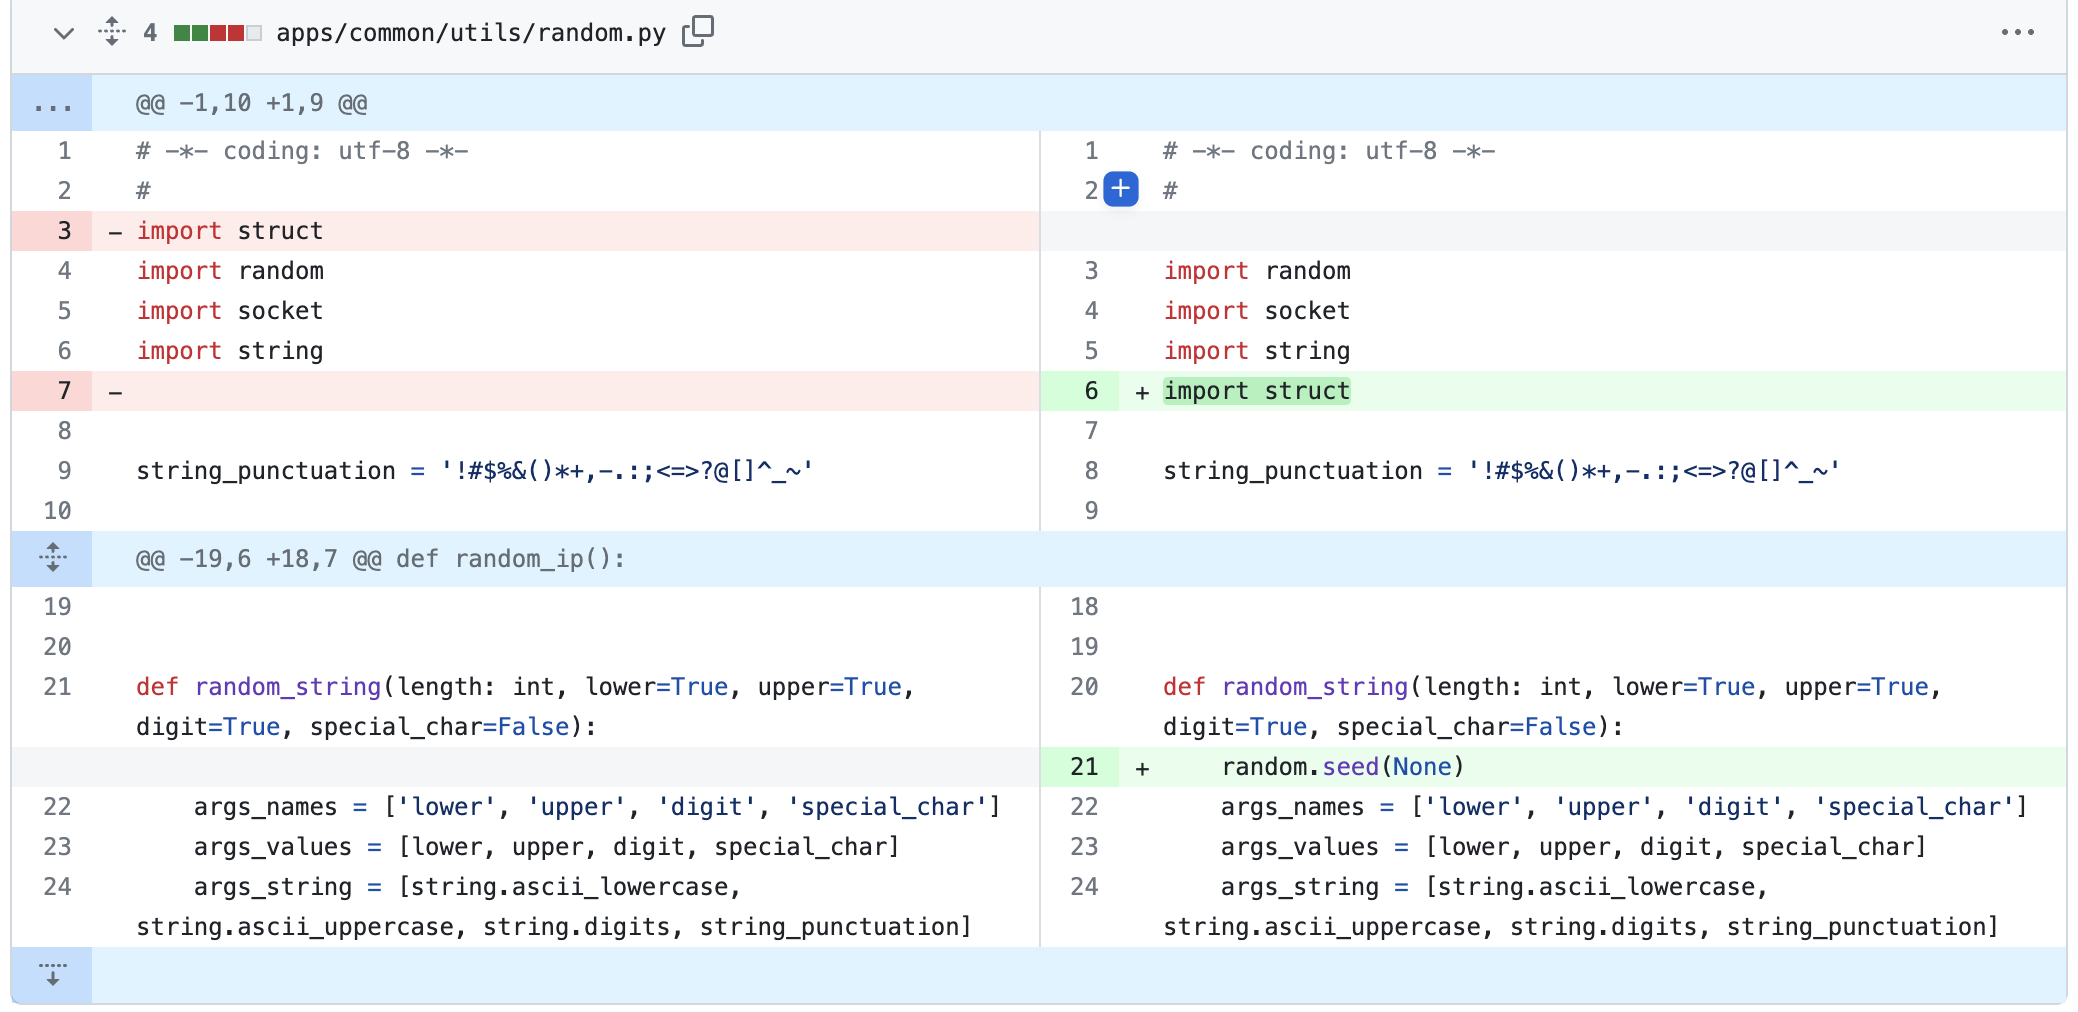 4 apps/common/utils/random.py
... @@ -1,10 +1,9 @@
1 # -*- coding: utf-8 -*-
2 #
3 - import struct
4 import random
5 import socket
6 import string
7 -
8
9 string_punctuation = '!#$%&()*+,-.:;<=>?@[]^_~'
10
1 # -*- coding: utf-8 -*-
2 + #
3 import random
4 import socket
5 import string
6 + import struct
7
8 string_punctuation = '!#$%&()*+,-.:;<=>?@[]^_~'
9
@@ -19,6 +18,7 @@ def random_ip():
19
20
21 def random_string(length: int, lower=True, upper=True,
digit=True, special_char=False):
22 args_names = ['lower', 'upper', 'digit', 'special_char']
23 args_values = [lower, upper, digit, special_char]
24 args_string = [string.ascii_lowercase,
string.ascii_uppercase, string.digits, string_punctuation]
18
19
20 def random_string(length: int, lower=True, upper=True,
digit=True, special_char=False):
21 + random.seed(None)
22 args_names = ['lower', 'upper', 'digit', 'special_char']
23 args_values = [lower, upper, digit, special_char]
24 args_string = [string.ascii_lowercase,
string.ascii_uppercase, string.digits, string_punctuation]